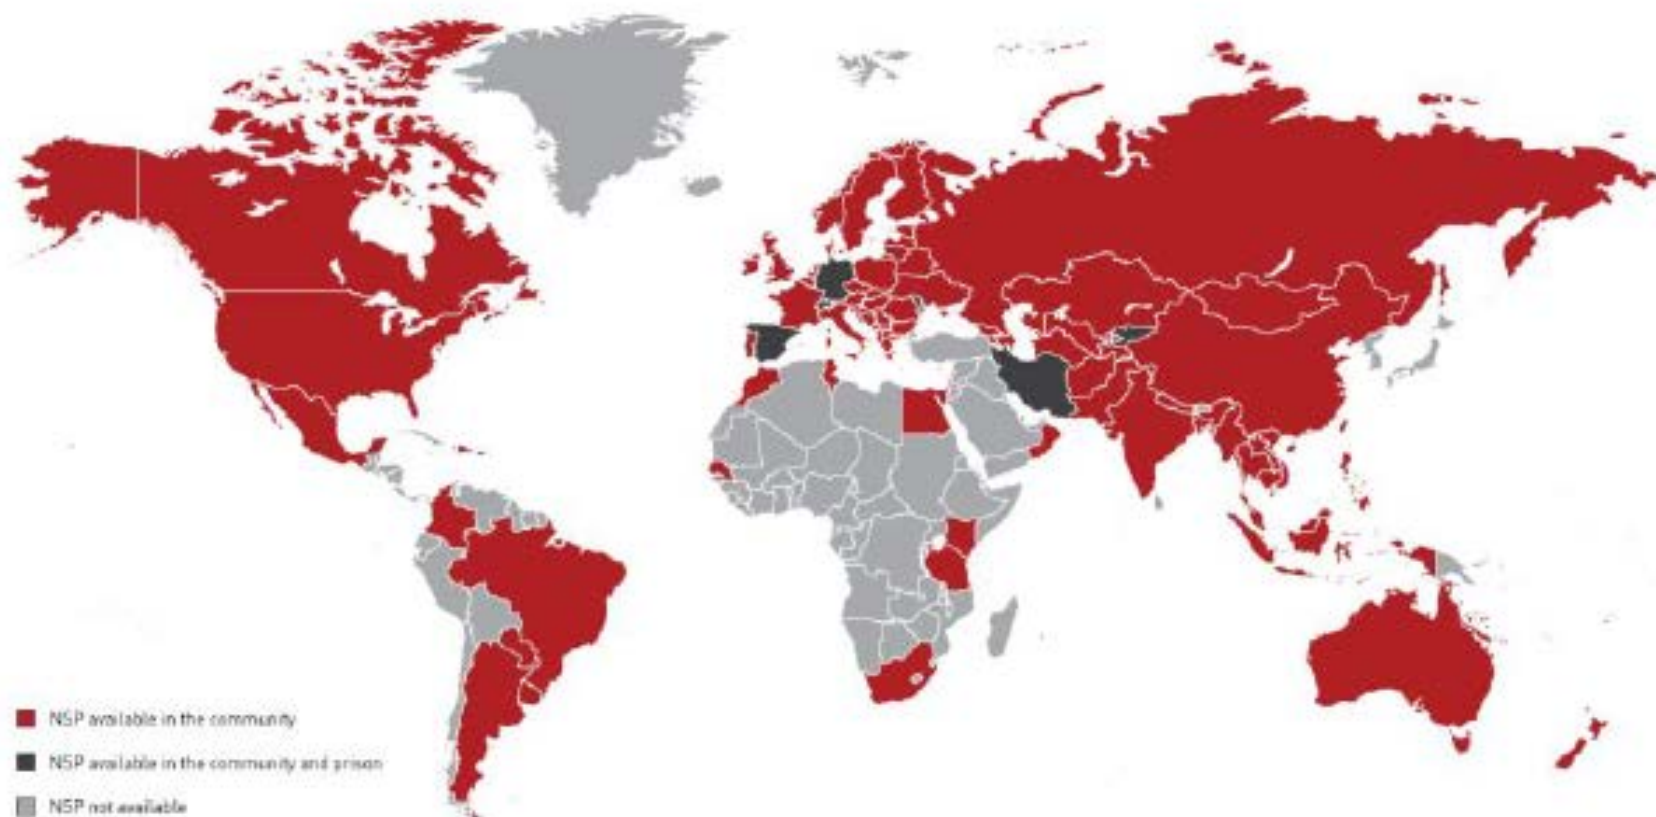 NSP available in the community
NSP available in the community and prison
NSP not available